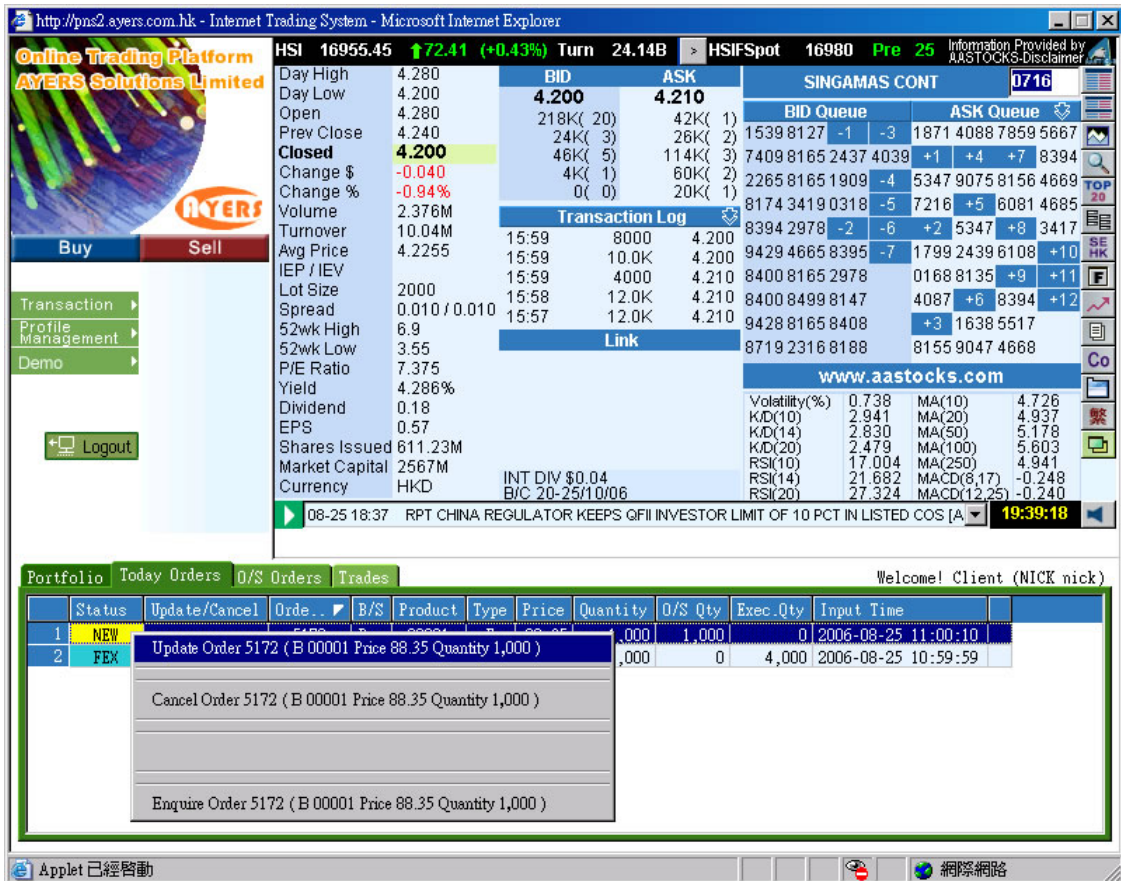 http://pns2.ayers.com.hk - Internet Trading System - Microsoft Internet Explorer
Online Trading Platform
AYERS Solutions Limited
AYERS
Buy Sell
Transaction
Profile Management
Demo
Logout
HSI 16955.45 72.41 (+0.43%) Turn 24.14B > HSIFSpot 16980 Pre 25 Information Provided by AASTOCKS-Disclaimer
Day High 4.280
Day Low 4.200
Open 4.280
Prev Close 4.240
Closed 4.200
Change $ -0.040
Change % -0.94%
Volume 2.376M
Turnover 10.04M
Avg Price 4.2255
IEP / IEV
Lot Size 2000
Spread 0.010 / 0.010
52wk High 6.9
52wk Low 3.55
P/E Ratio 7.375
Yield 4.286%
Dividend 0.18
EPS 0.57
Shares Issued 611.23M
Market Capital 2567M
Currency HKD
BID ASK
4.200 4.210
218K( 20) 42K( 1)
24K( 3) 26K( 2)
46K( 5) 114K( 3)
4K( 1) 60K( 2)
0( 0) 20K( 1)
Transaction Log
15:59 8000 4.200
15:59 10.0K 4.200
15:59 4000 4.210
15:58 12.0K 4.210
15:57 12.0K 4.210
Link
INT DIV $0.04
B/C 20-25/10/06
SINGAMAS CONT 0716
BID Queue ASK Queue
1539 8127 -1 -3 1871 4088 7859 5667
7409 8165 2437 4039 +1 +4 +7 8394
2265 8165 1909 -4 5347 9075 8156 4669
8174 3419 0318 -5 7216 +5 6081 4685
8394 2978 -2 -6 +2 5347 +8 3417
9429 4665 8395 -7 1799 2439 6108 +10
8400 8165 2978 0168 8135 +9 +11
8400 8499 8147 4087 +6 8394 +12
9428 8165 8408 +3 1638 5517
8719 2316 8188 8155 9047 4668
www.aastocks.com
Volatility(%) 0.738 MA(10) 4.726
K/D(10) 2.941 MA(20) 4.937
K/D(14) 2.830 MA(50) 5.178
K/D(20) 2.479 MA(100) 5.603
RSI(10) 17.004 MA(250) 4.941
RSI(14) 21.682 MACD(8,17) -0.248
RSI(20) 27.324 MACD(12,25) -0.240
TOP 20
SE HK
F
Co
繁
08-25 18:37 RPT CHINA REGULATOR KEEPS QFII INVESTOR LIMIT OF 10 PCT IN LISTED COS [A 19:39:18
Portfolio Today Orders O/S Orders Trades Welcome! Client (NICK nick)
Status Update/Cancel Orde.. B/S Product Type Price Quantity O/S Qty Exec.Qty Input Time
1 NEW ,000 1,000 0 2006-08-25 11:00:10
2 FEX ,000 0 4,000 2006-08-25 10:59:59
Update Order 5172 ( B 00001 Price 88.35 Quantity 1,000 )
Cancel Order 5172 ( B 00001 Price 88.35 Quantity 1,000 )
Enquire Order 5172 ( B 00001 Price 88.35 Quantity 1,000 )
Applet 已經啓動 網際網路